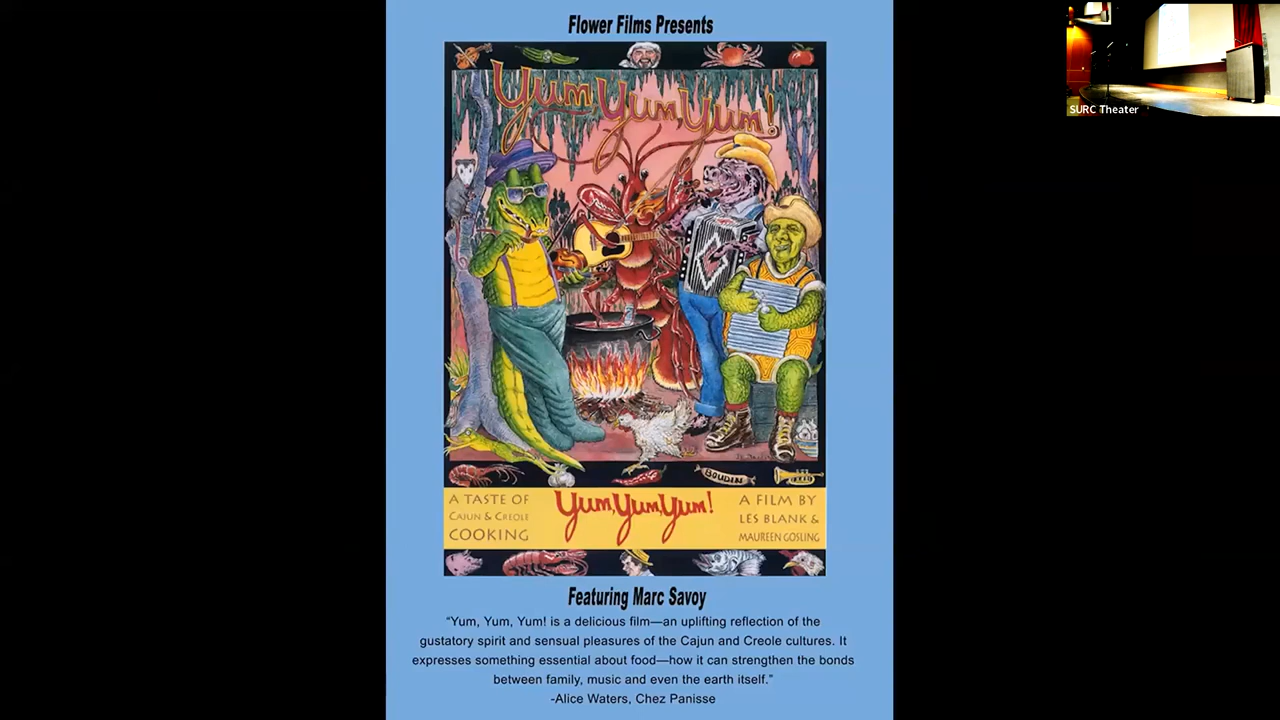 Flower Films Presents
Yum, Yum, Yum!
BOUDIN
A TASTE OF
CAJUN & CREOLE
COOKING
Yum, Yum, Yum!
A FILM BY
LES BLANK &
MAUREEN GOSLING
Featuring Marc Savoy
“Yum, Yum, Yum! is a delicious film—an uplifting reflection of the
gustatory spirit and sensual pleasures of the Cajun and Creole cultures. It
expresses something essential about food—how it can strengthen the bonds
between family, music and even the earth itself.”
-Alice Waters, Chez Panisse
SURC Theater